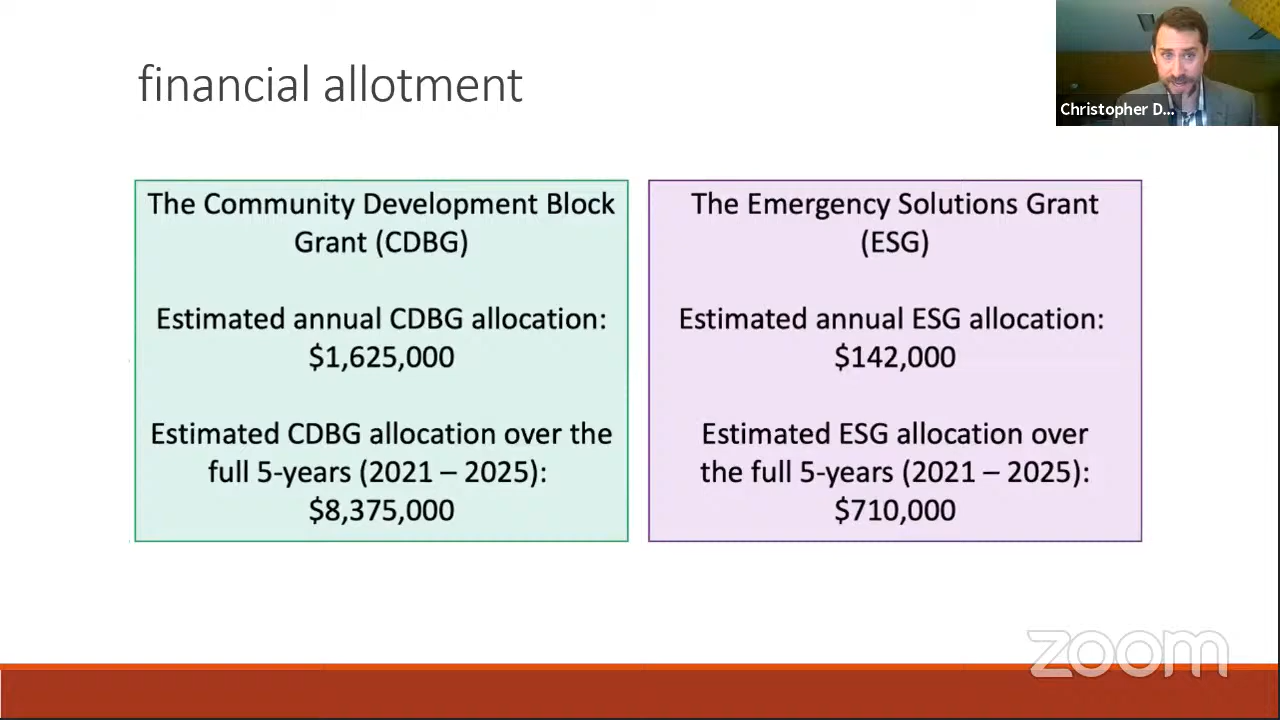 financial allotment
Christopher D...
The Community Development Block
Grant (CDBG)
Estimated annual CDBG allocation:
$1,625,000
Estimated CDBG allocation over the
full 5-years (2021 – 2025):
$8,375,000
The Emergency Solutions Grant
(ESG)
Estimated annual ESG allocation:
$142,000
Estimated ESG allocation over
the full 5-years (2021 – 2025):
$710,000
zoom